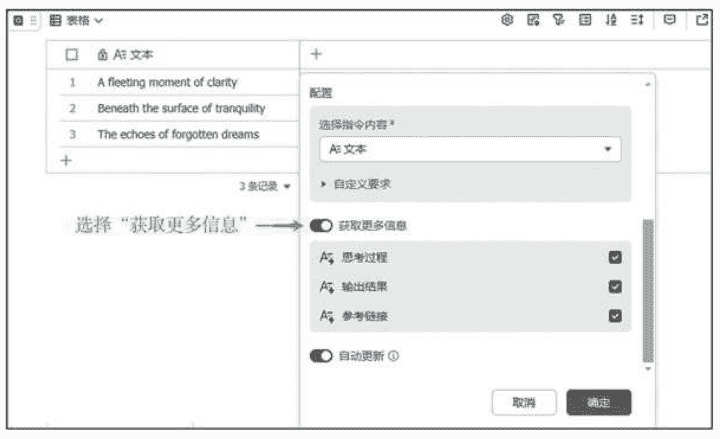 表格
文本
1 A fleeting moment of clarity
2 Beneath the surface of tranquility
3 The echoes of forgotten dreams
3 条记录
配置
选择指令内容 *
文本
自定义要求
选择“获取更多信息”
获取更多信息
思考过程
输出结果
参考链接
自动更新
取消 确定